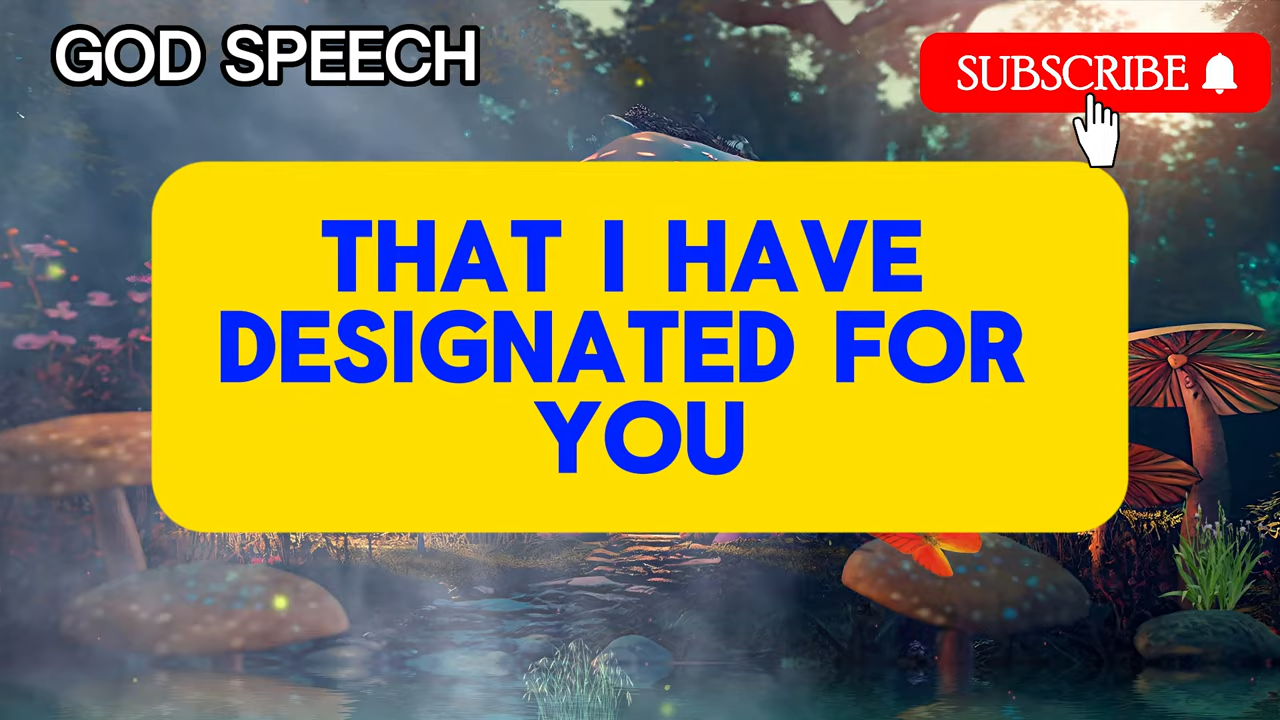 GOD SPEECH
SUBSCRIBE
THAT I HAVE
DESIGNATED FOR
YOU